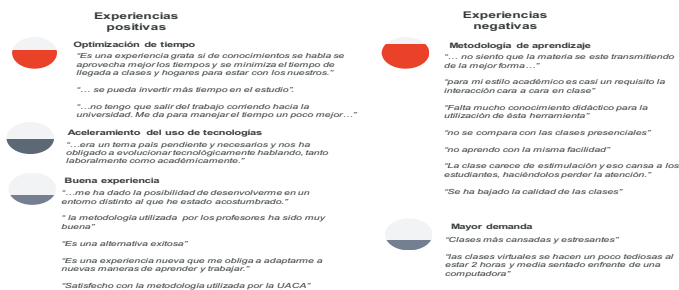 Experiencias
positivas
Optimización de tiempo
“Es una experiencia grata si de conocimientos se habla se
aprovecha mejor los tiempos y se minimiza el tiempo de
llegada a clases y hogares para estar con los nuestros.”
“… se pueda invertir más tiempo en el estudio”.
“…no tengo que salir del trabajo corriendo hacia la
universidad. Me da para manejar el tiempo un poco mejor…”
Aceleramiento del uso de tecnologías
“…era un tema país pendiente y necesario y nos ha
obligado a evolucionar tecnológicamente hablando, tanto
laboralmente como académicamente.”
Buena experiencia
“…me ha dado la posibilidad de desenvolverme en un
entorno distinto al que he estado acostumbrado.”
“ la metodología utilizada por los profesores ha sido muy
buena”
“Es una alternativa exitosa”
“Es una experiencia nueva que me obliga a adaptarme a
nuevas maneras de aprender y trabajar.”
“Satisfecho con la metodología utilizada por la UACA”
Experiencias
negativas
Metodología de aprendizaje
“… no siento que la materia se este transmitiendo
de la mejor forma…”
“para mi estilo académico es casi un requisito la
interacción cara a cara en clase”
“Falta mucho conocimiento didáctico para la
utilización de ésta herramienta”
“no se compara con las clases presenciales”
“no aprendo con la misma facilidad”
“La clase carece de estimulación y eso cansa a los
estudiantes, haciéndolos perder la atención.”
“Se ha bajado la calidad de las clases”
Mayor demanda
“Clases más cansadas y estresantes”
“las clases virtuales se hacen un poco tediosas al
estar 2 horas y media sentado enfrente de una
computadora”